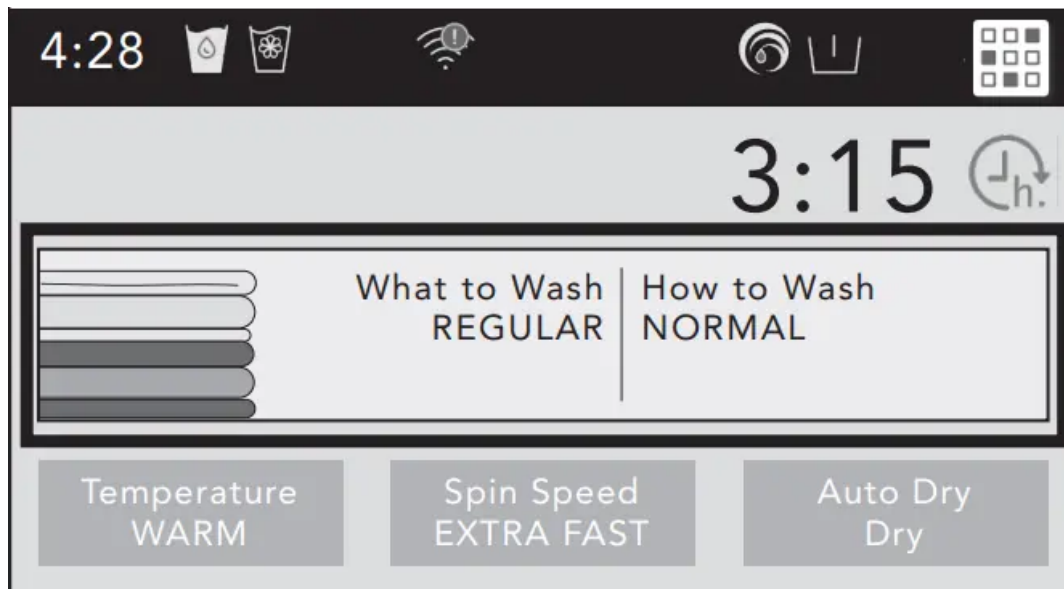 4:28
!
3:15 h.
What to Wash
REGULAR
How to Wash
NORMAL
Temperature
WARM
Spin Speed
EXTRA FAST
Auto Dry
Dry